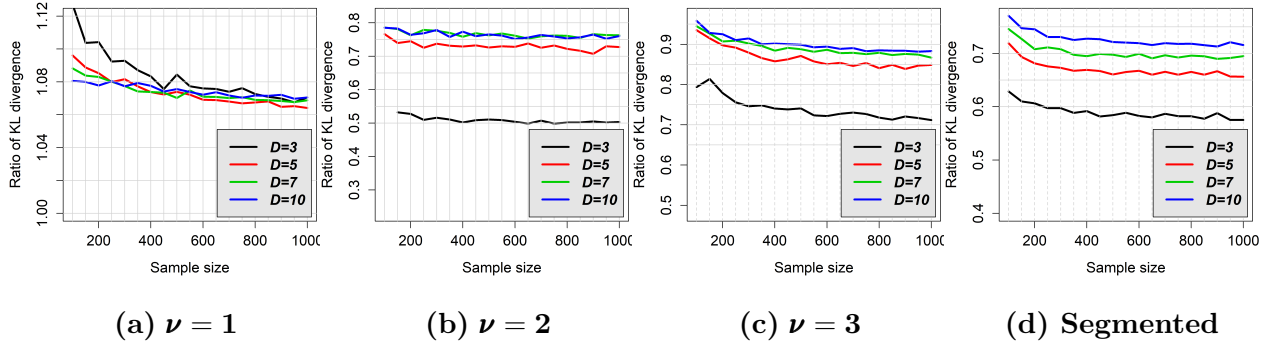 Ratio of KL divergence
1.00 1.04 1.08 1.12
D=3
D=5
D=7
D=10
200 400 600 800 1000
Sample size
(a) ν = 1
Ratio of KL divergence
0.3 0.4 0.5 0.6 0.7 0.8
D=3
D=5
D=7
D=10
200 400 600 800 1000
Sample size
(b) ν = 2
Ratio of KL divergence
0.5 0.6 0.7 0.8 0.9
D=3
D=5
D=7
D=10
200 400 600 800 1000
Sample size
(c) ν = 3
Ratio of KL divergence
0.4 0.5 0.6 0.7
D=3
D=5
D=7
D=10
200 400 600 800 1000
Sample size
(d) Segmented